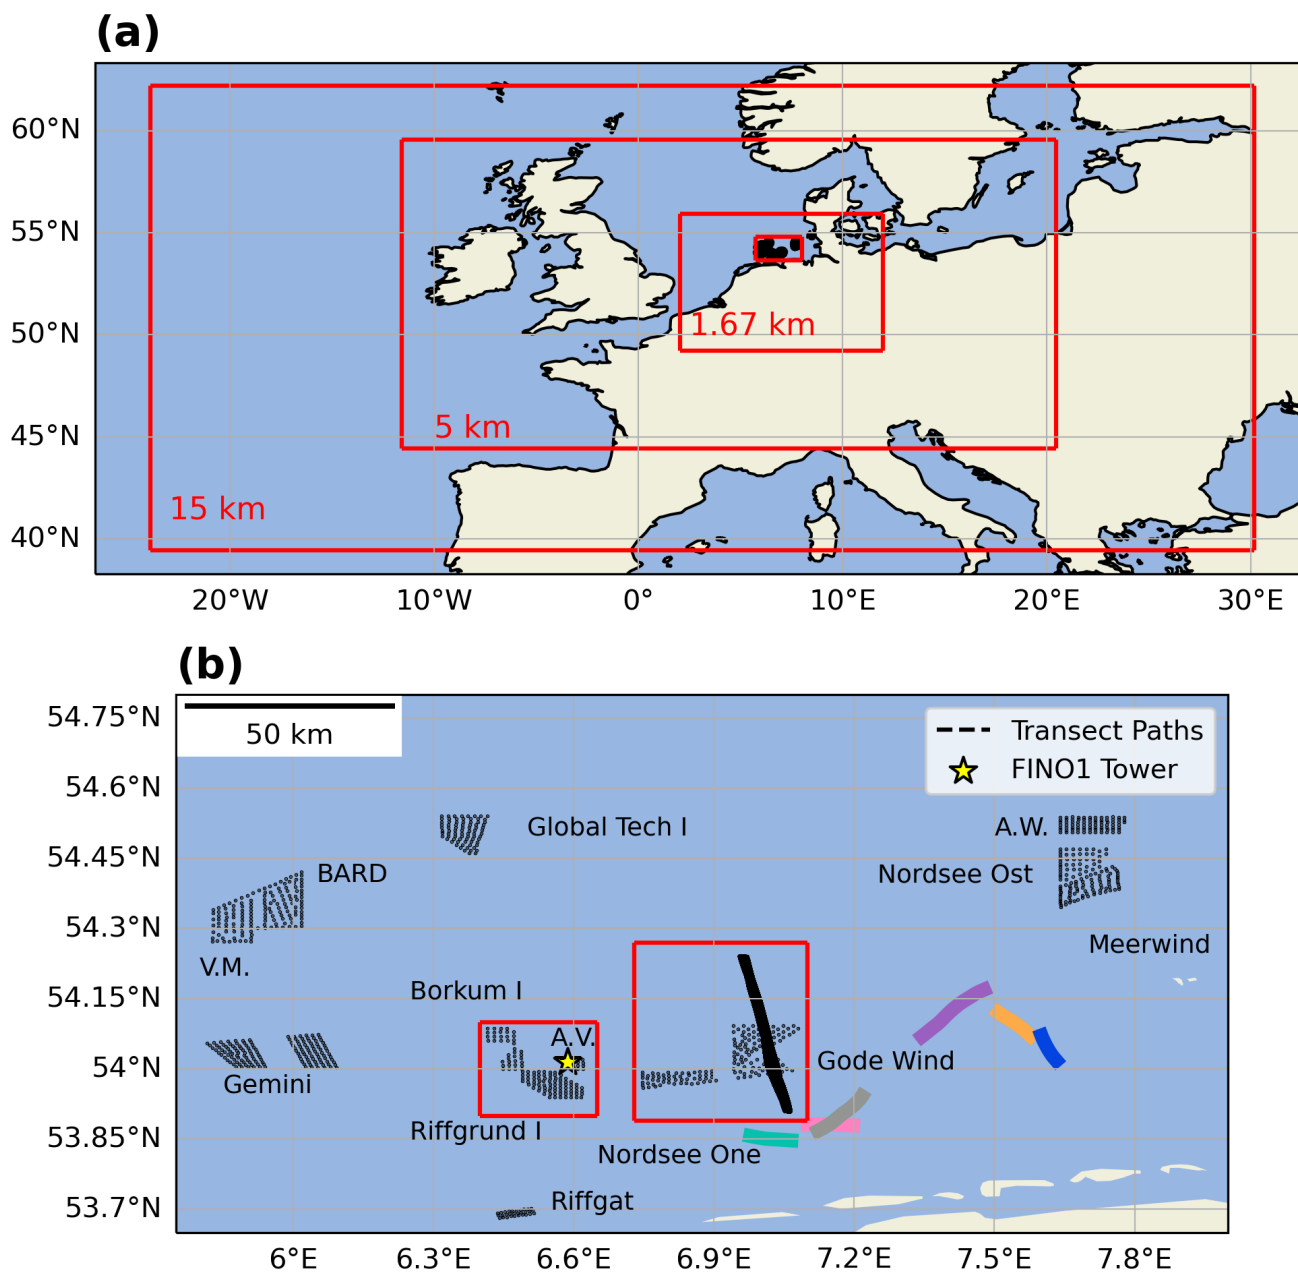 (a)
60°N
55°N
50°N
45°N
40°N
1.67 km
5 km
15 km
20°W
10°W
0°
10°E
20°E
30°E
(b)
54.75°N
54.6°N
54.45°N
54.3°N
54.15°N
54°N
53.85°N
53.7°N
50 km
Transect Paths
FINO1 Tower
Global Tech I
A.W.
BARD
Nordsee Ost
Meerwind
V.M.
Borkum I
A.V.
Gode Wind
Gemini
Riffgrund I
Nordsee One
Riffgat
6°E
6.3°E
6.6°E
6.9°E
7.2°E
7.5°E
7.8°E